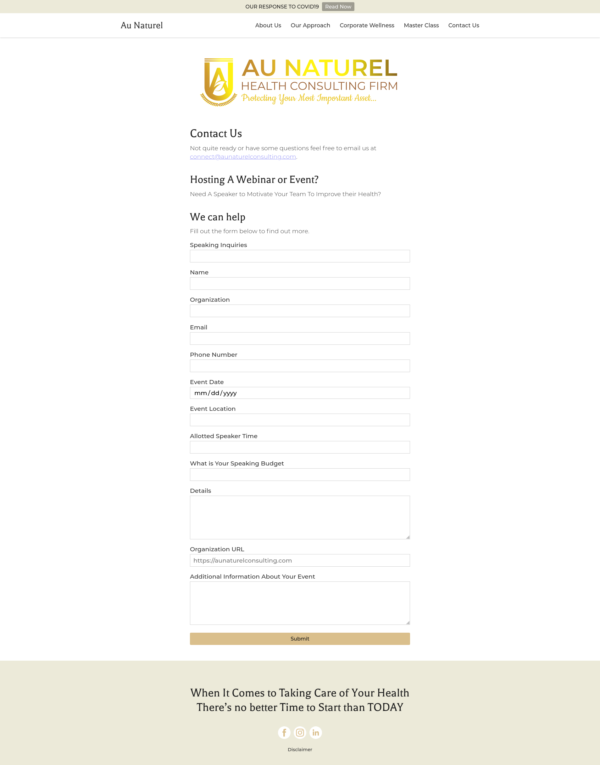 OUR RESPONSE TO COVID19 Read Now
Au Naturel
About Us Our Approach Corporate Wellness Master Class Contact Us
AU NATUREL
HEALTH CONSULTING FIRM
Protecting Your Most Important Asset...
Contact Us
Not quite ready or have some questions feel free to email us at
connect@aunaturelconsulting.com.
Hosting A Webinar or Event?
Need A Speaker to Motivate Your Team To Improve their Health?
We can help
Fill out the form below to find out more.
Speaking Inquiries
Name
Organization
Email
Phone Number
Event Date
mm/dd/yyyy
Event Location
Allotted Speaker Time
What is Your Speaking Budget
Details
Organization URL
https://aunaturelconsulting.com
Additional Information About Your Event
Submit
When It Comes to Taking Care of Your Health
There's no better Time to Start than TODAY
Disclaimer